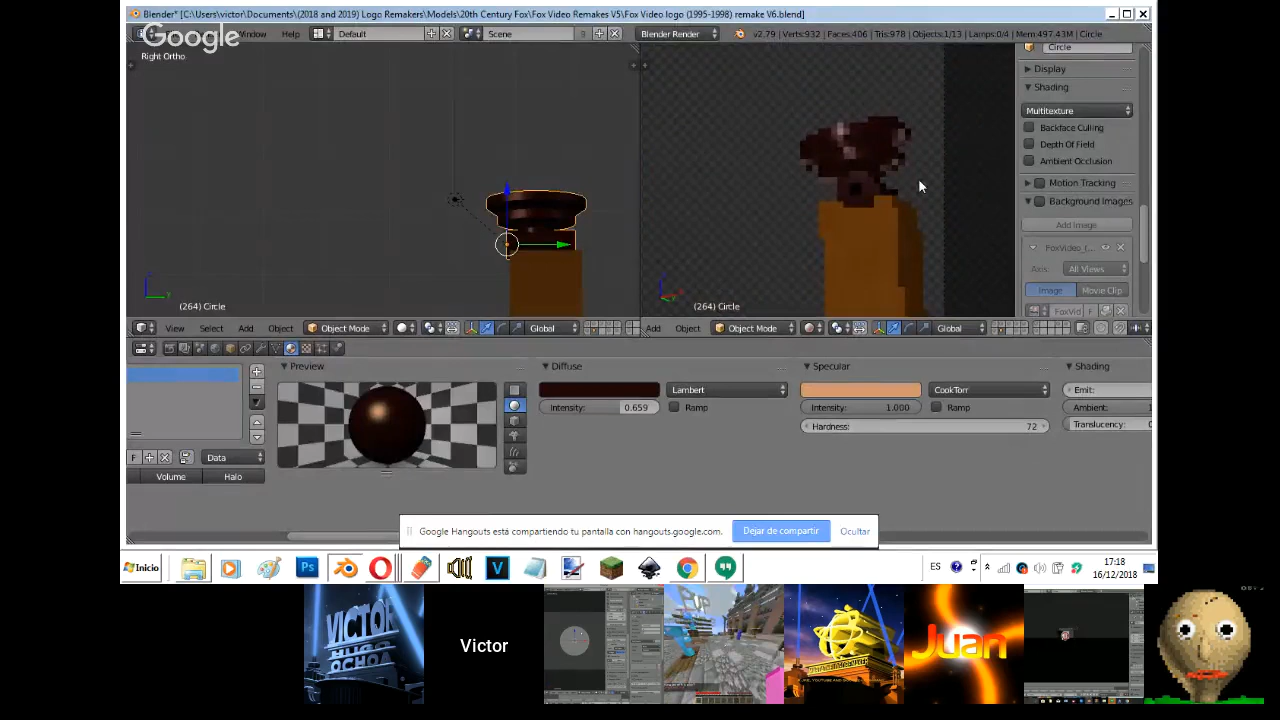 Blender* [C:\Users\victor\Documents\(2018 and 2019) Logo Remakers\Models\20th Century Fox\Fox Video Remakes V5\Fox Video logo (1995-1998) remake V6.blend]
Google
Window Help Default Scene 9 Blender Render v2.79 | Verts:932 | Faces:406 | Tris:978 | Objects:1/13 | Lamps:0/4 | Mem:497.43M | Circle
Right Ortho
Circle
Display
Shading
Multitexture
Backface Culling
Depth Of Field
Ambient Occlusion
Motion Tracking
Background Images
Add Image
Axis: All Views
Image Movie Clip
FoxVid F
(264) Circle
(264) Circle
View Select Add Object Object Mode Global
Add Object Object Mode Global
Preview
Diffuse
Specular
Shading
Lambert
CookTorr
Emit:
Intensity: 0.659
Ramp
Intensity: 1.000
Ramp
Ambient:
Hardness: 72
Translucency:
F Data
Volume Halo
Google Hangouts está compartiendo tu pantalla con hangouts.google.com. Dejar de compartir Ocultar
Inicio
Ps
V
ES
17:18
16/12/2018
VICTOR
HUGO
OCHOA
Victor
Juan